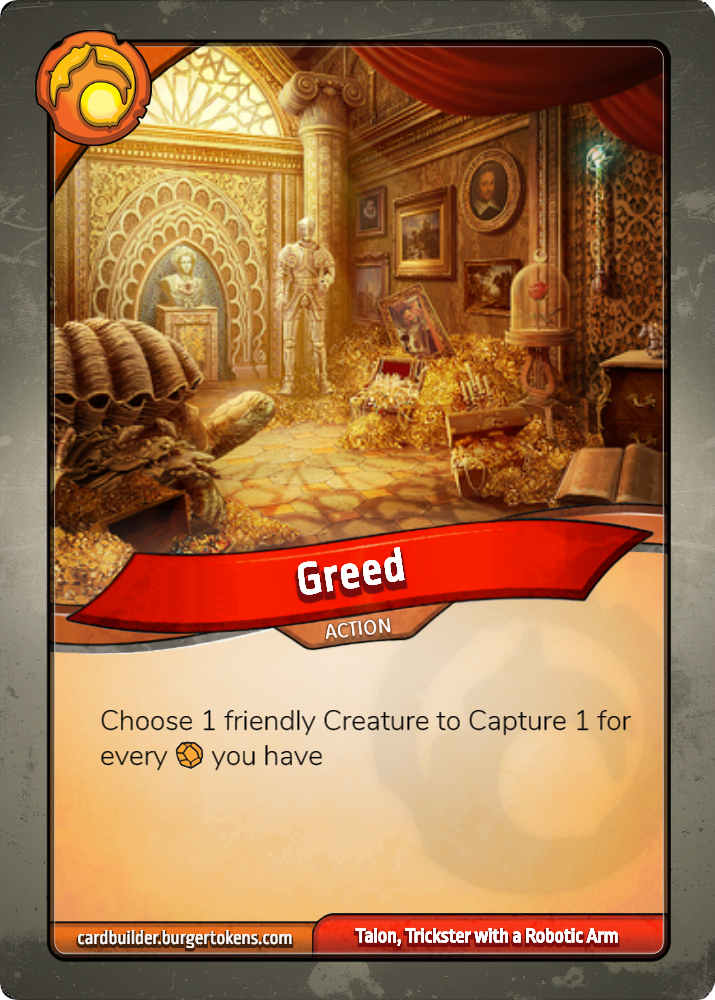 Greed
ACTION
Choose 1 friendly Creature to Capture 1 for
every you have
cardbuilder.burgertokens.com
Talon, Trickster with a Robotic Arm